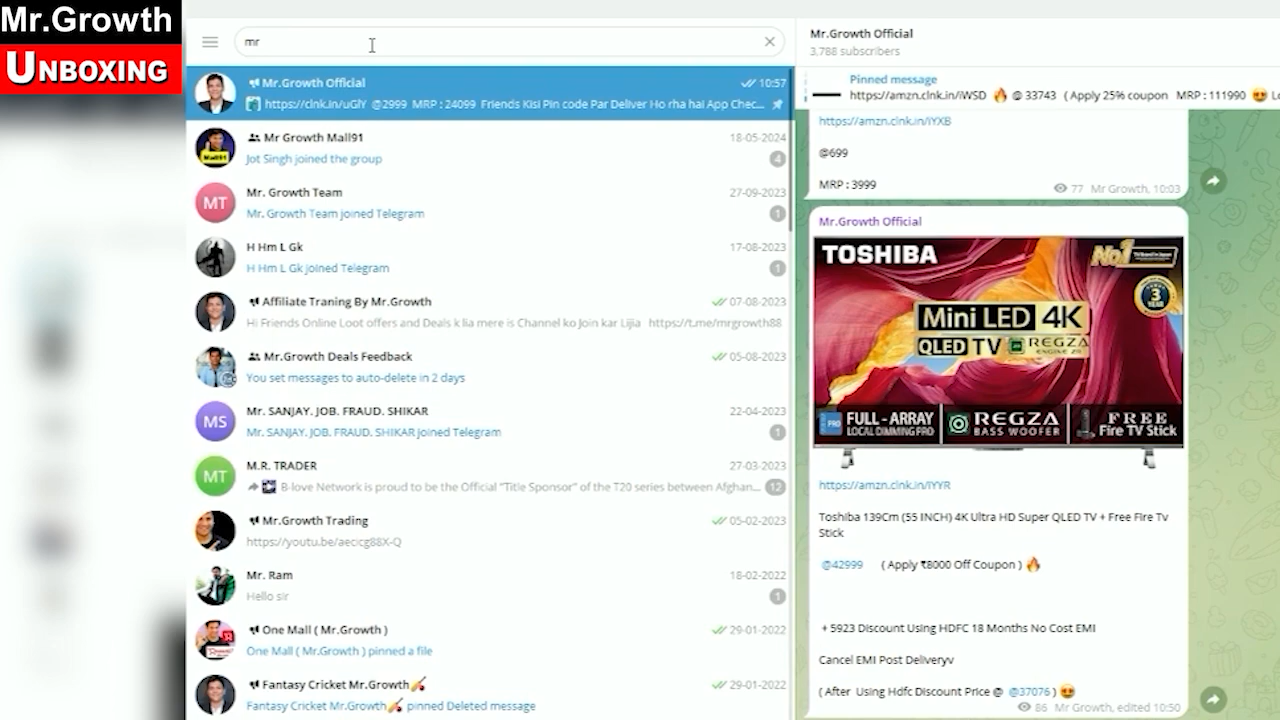 Mr.Growth
UNBOXING
mr
Mr.Growth Official
10:57
https://clnk.in/uGlY @2999 MRP : 24099 Friends Kisi Pin code Par Deliver Ho rha hai App Chec...
Mr Growth Mall91
18-05-2024
Jot Singh joined the group
4
MT
Mr. Growth Team
27-09-2023
Mr. Growth Team joined Telegram
1
H Hm L Gk
17-08-2023
H Hm L Gk joined Telegram
1
Affiliate Traning By Mr.Growth
07-08-2023
Hi Friends Online Loot offers and Deals k lia mere is Channel ko Join kar Lijia https://t.me/mrgrowth88
Mr.Growth Deals Feedback
05-08-2023
You set messages to auto-delete in 2 days
MS
Mr. SANJAY. JOB. FRAUD. SHIKAR
22-04-2023
Mr. SANJAY. JOB. FRAUD. SHIKAR joined Telegram
1
MT
M.R. TRADER
27-03-2023
B-love Network is proud to be the Official "Title Sponsor" of the T20 series between Afghan...
12
Mr.Growth Trading
05-02-2023
https://youtu.be/aecicg88X-Q
Mr. Ram
18-02-2022
Hello sir
1
One Mall ( Mr.Growth )
29-01-2022
One Mall ( Mr.Growth ) pinned a file
Fantasy Cricket Mr.Growth🏏
29-01-2022
Fantasy Cricket Mr.Growth🏏 pinned Deleted message
Mr.Growth Official
3,788 subscribers
Pinned message
https://amzn.clnk.in/iWSD 🔥 @ 33743 ( Apply 25% coupon MRP : 111990 😍 Lo
https://amzn.clnk.in/iYXB
@699
MRP : 3999
77 Mr Growth, 10:03
Mr.Growth Official
TOSHIBA
No1
3
YEAR
Mini LED 4K
QLED TV REGZA
ENGINE ZR
FULL - ARRAY
LOCAL DIMMING PRO
REGZA
BASS WOOFER
FREE
Fire TV Stick
https://amzn.clnk.in/IYYR
Toshiba 139Cm (55 INCH) 4K Ultra HD Super QLED TV + Free Fire Tv
Stick
@42999 ( Apply ₹8000 Off Coupon ) 🔥
+ 5923 Discount Using HDFC 18 Months No Cost EMI
Cancel EMI Post Deliveryv
( After Using Hdfc Discount Price @ @37076 ) 😍
86 Mr Growth, edited 10:50